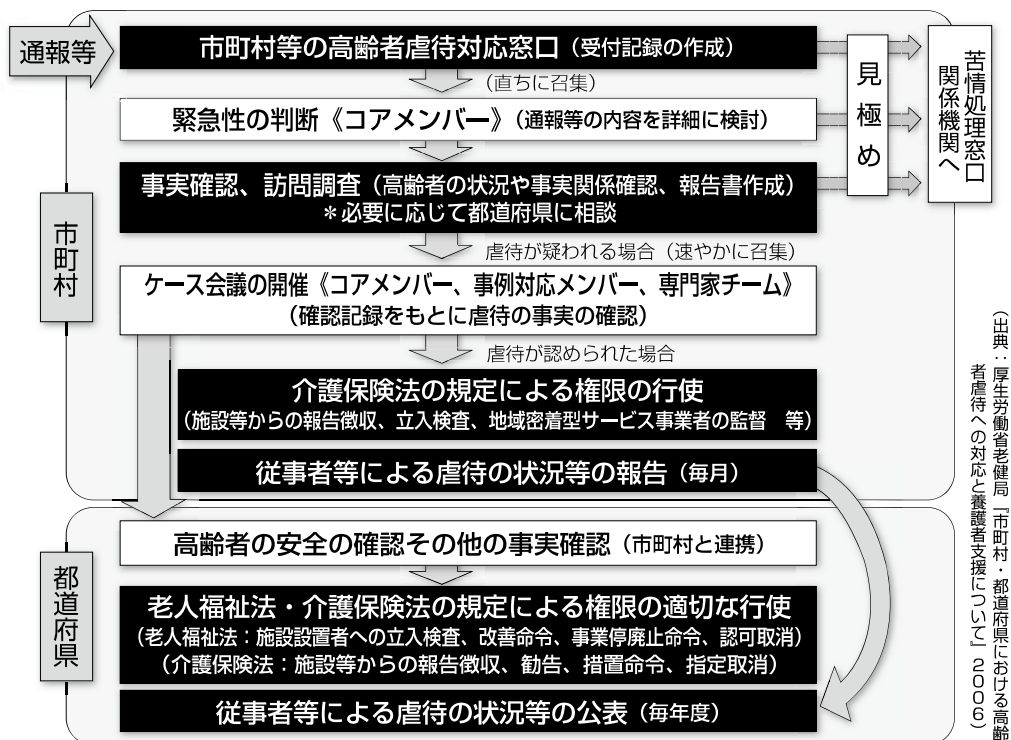 通報等
市町村等の高齢者虐待対応窓口（受付記録の作成）
（直ちに召集）
緊急性の判断《コアメンバー》（通報等の内容を詳細に検討）
事実確認、訪問調査（高齢者の状況や事実関係確認、報告書作成）
＊必要に応じて都道府県に相談
見極め
苦情処理窓口
関係機関へ
虐待が疑われる場合（速やかに召集）
ケース会議の開催《コアメンバー、事例対応メンバー、専門家チーム》
（確認記録をもとに虐待の事実の確認）
虐待が認められた場合
介護保険法の規定による権限の行使
（施設等からの報告徴収、立入検査、地域密着型サービス事業者の監督　等）
従事者等による虐待の状況等の報告（毎月）
市町村
高齢者の安全の確認その他の事実確認（市町村と連携）
老人福祉法・介護保険法の規定による権限の適切な行使
（老人福祉法：施設設置者への立入検査、改善命令、事業停廃止命令、認可取消）
（介護保険法：施設等からの報告徴収、勧告、措置命令、指定取消）
従事者等による虐待の状況等の公表（毎年度）
都道府県
（出典：厚生労働省老健局『市町村・都道府県における高齢
者虐待への対応と養護者支援について』2006）